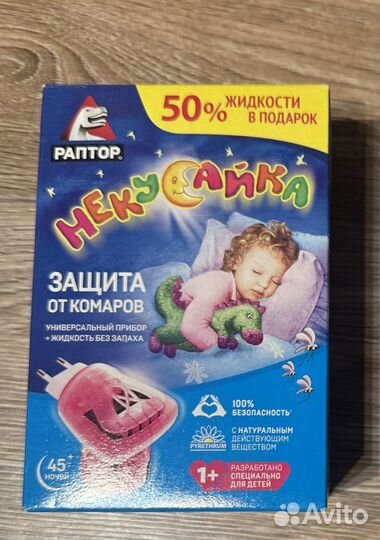 50% ЖИДКОСТИ
В ПОДАРОК
РАПТОР®
НЕКУСАЙКА
ЗАЩИТА
ОТ КОМАРОВ
УНИВЕРСАЛЬНЫЙ ПРИБОР
+ ЖИДКОСТЬ БЕЗ ЗАПАХА
100%
БЕЗОПАСНОСТЬ*
PYRETHRUM
С НАТУРАЛЬНЫМ
ДЕЙСТВУЮЩИМ
ВЕЩЕСТВОМ
45+
НОЧЕЙ
1+
РАЗРАБОТАНО
СПЕЦИАЛЬНО
ДЛЯ ДЕТЕЙ
Avito